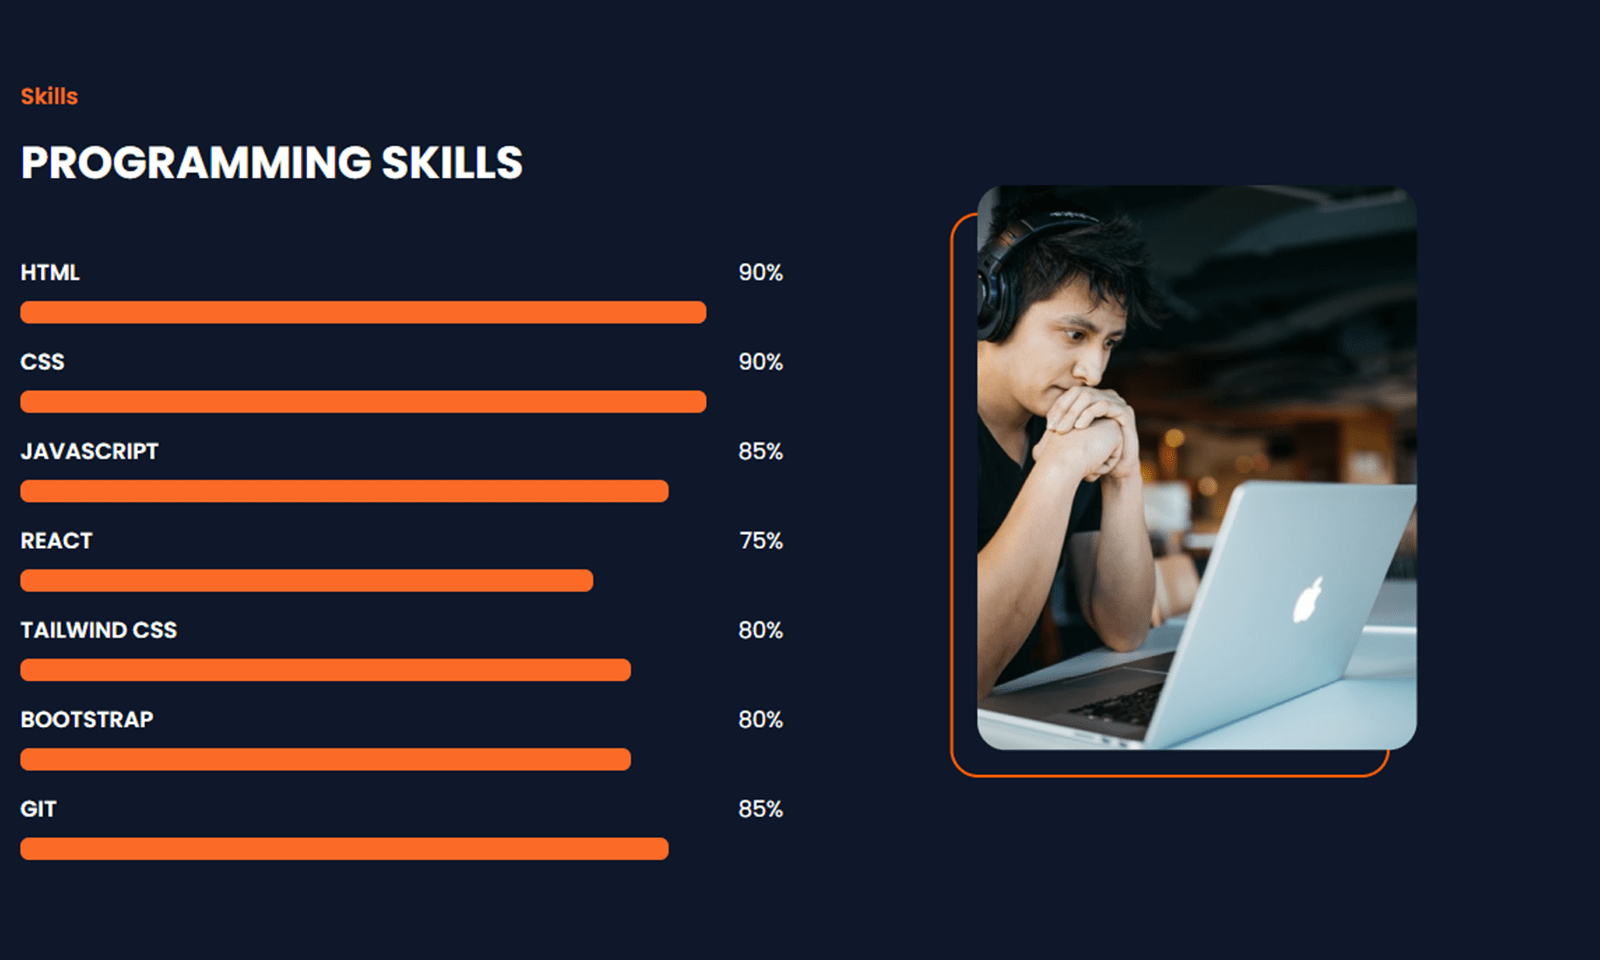 Skills
PROGRAMMING SKILLS
HTML 90%
CSS 90%
JAVASCRIPT 85%
REACT 75%
TAILWIND CSS 80%
BOOTSTRAP 80%
GIT 85%